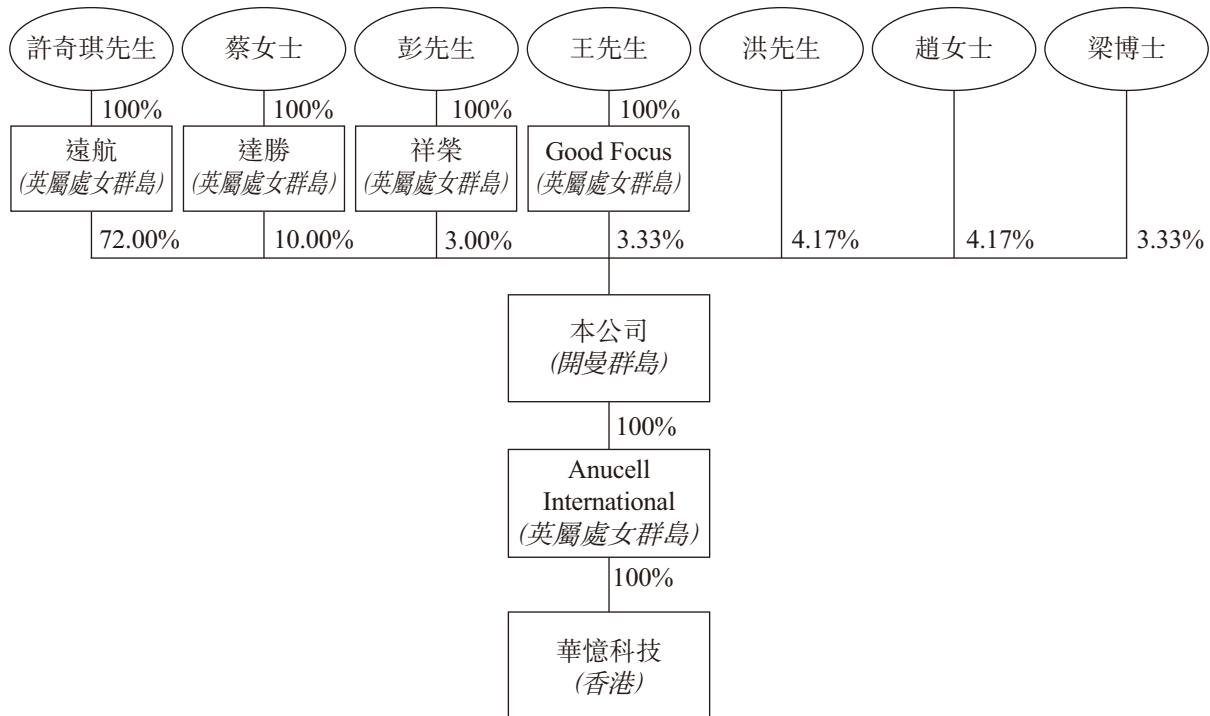 許奇琪先生
蔡女士
彭先生
王先生
洪先生
趙女士
梁博士
100%
100%
100%
100%
遠航
(英屬處女群島)
達勝
(英屬處女群島)
祥榮
(英屬處女群島)
Good Focus
(英屬處女群島)
72.00%
10.00%
3.00%
3.33%
4.17%
4.17%
3.33%
本公司
(開曼群島)
100%
Anucell
International
(英屬處女群島)
100%
華憶科技
(香港)